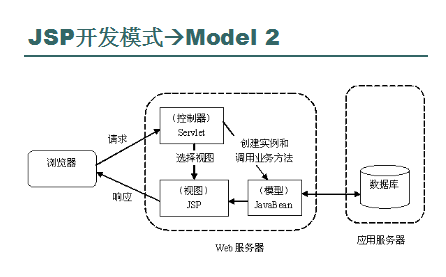 JSP开发模式→Model 2
(控制器)
Servlet
请求
创建实例和
调用业务方法
选择视图
浏览器
(视图)
JSP
(模型)
JavaBean
数据库
响应
Web 服务器
应用服务器